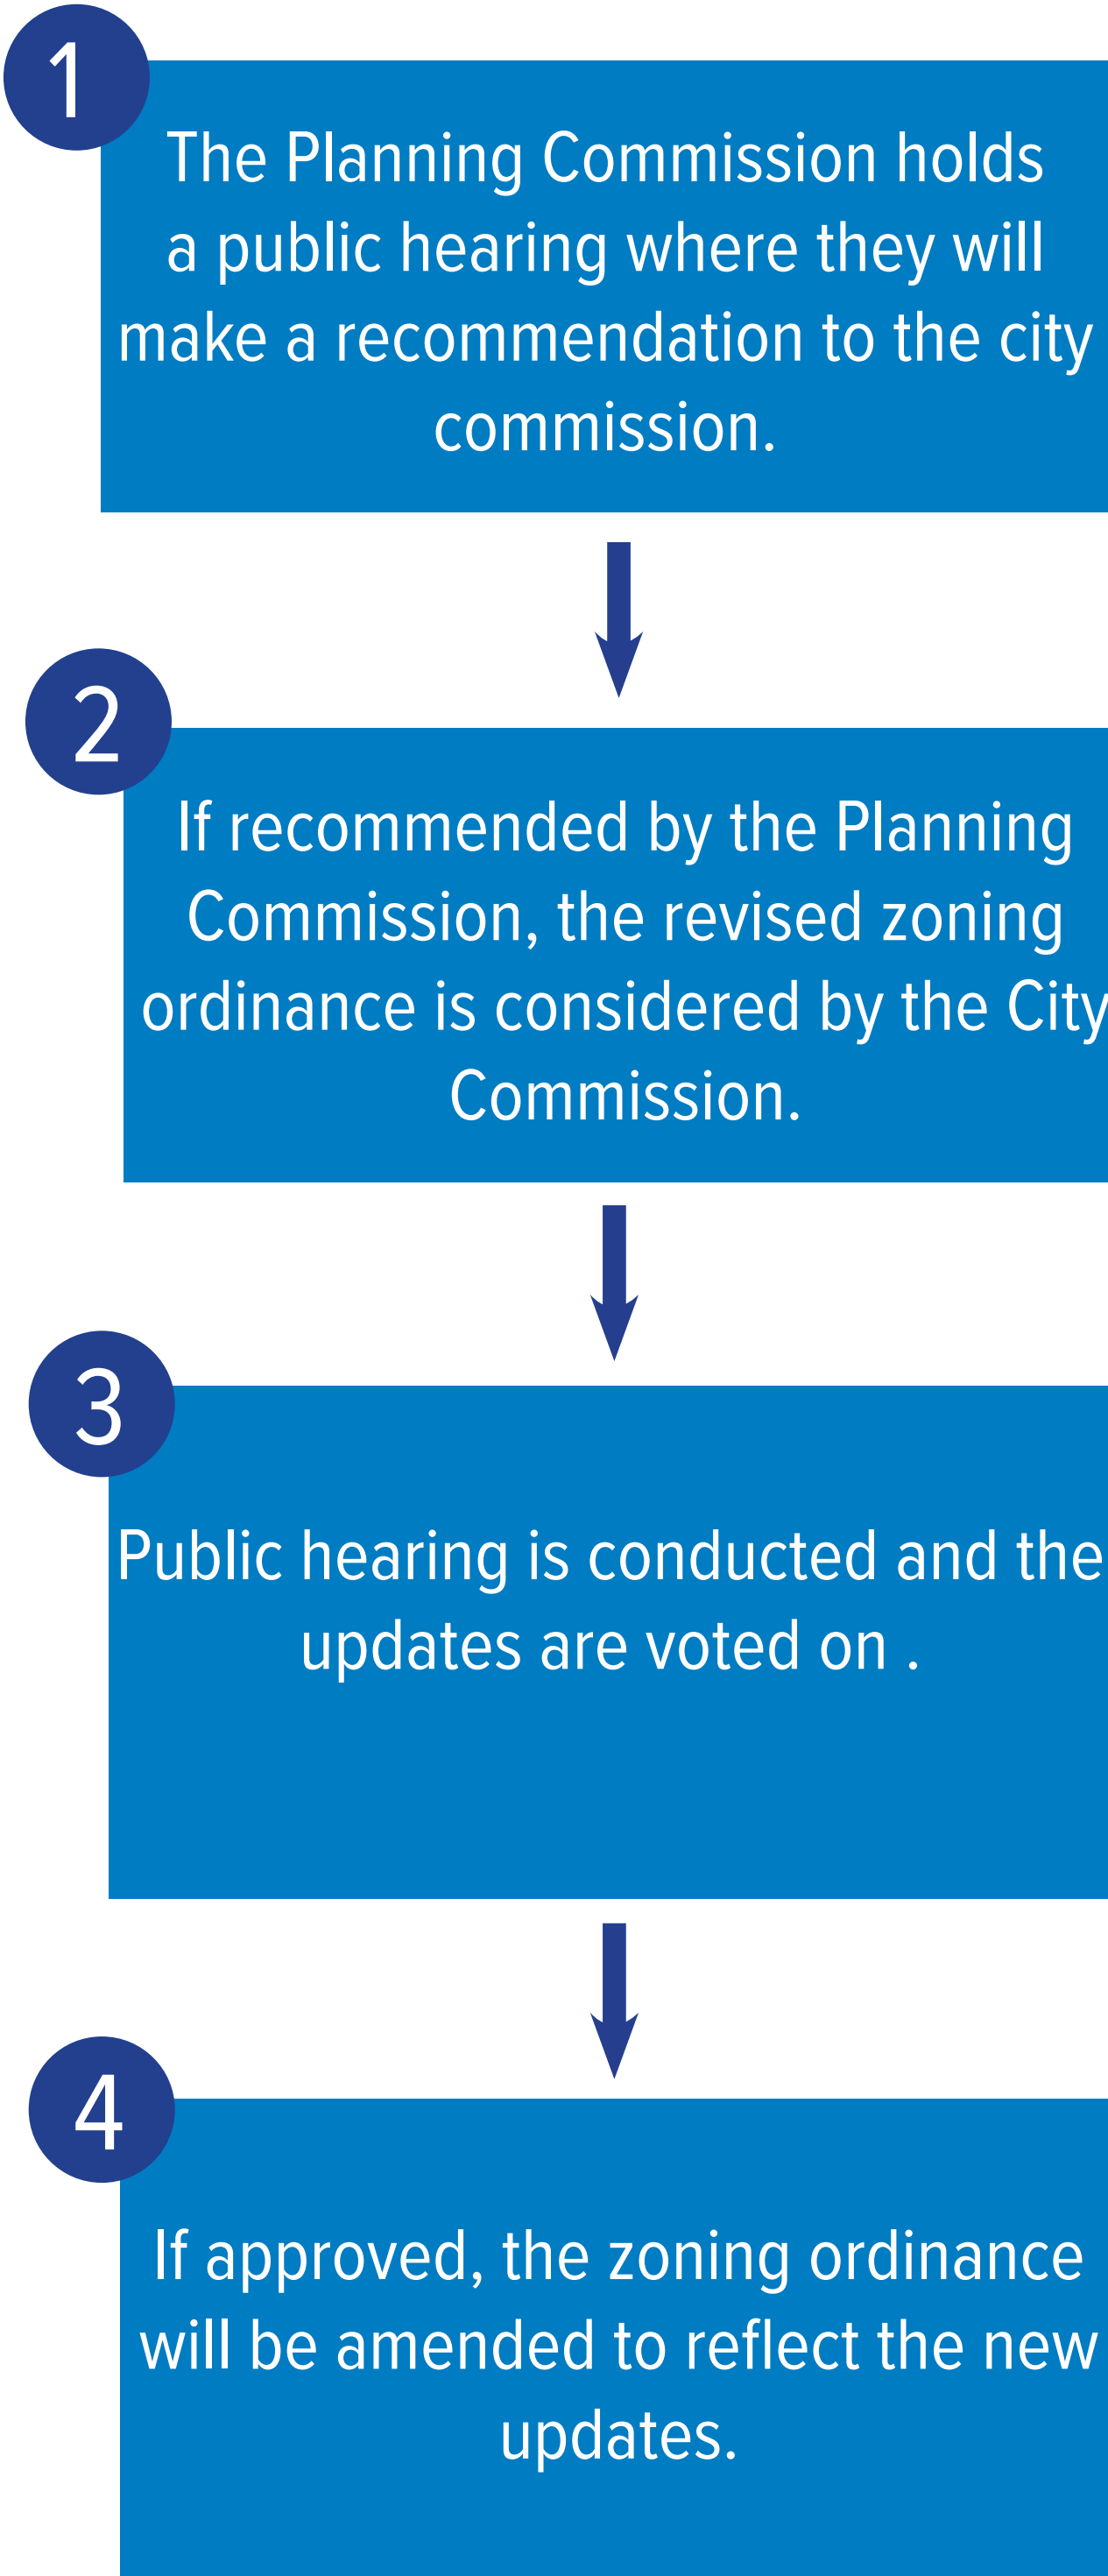 1
The Planning Commission holds
a public hearing where they will
make a recommendation to the city
commission.
2
If recommended by the Planning
Commission, the revised zoning
ordinance is considered by the City
Commission.
3
Public hearing is conducted and the
updates are voted on .
4
If approved, the zoning ordinance
will be amended to reflect the new
updates.